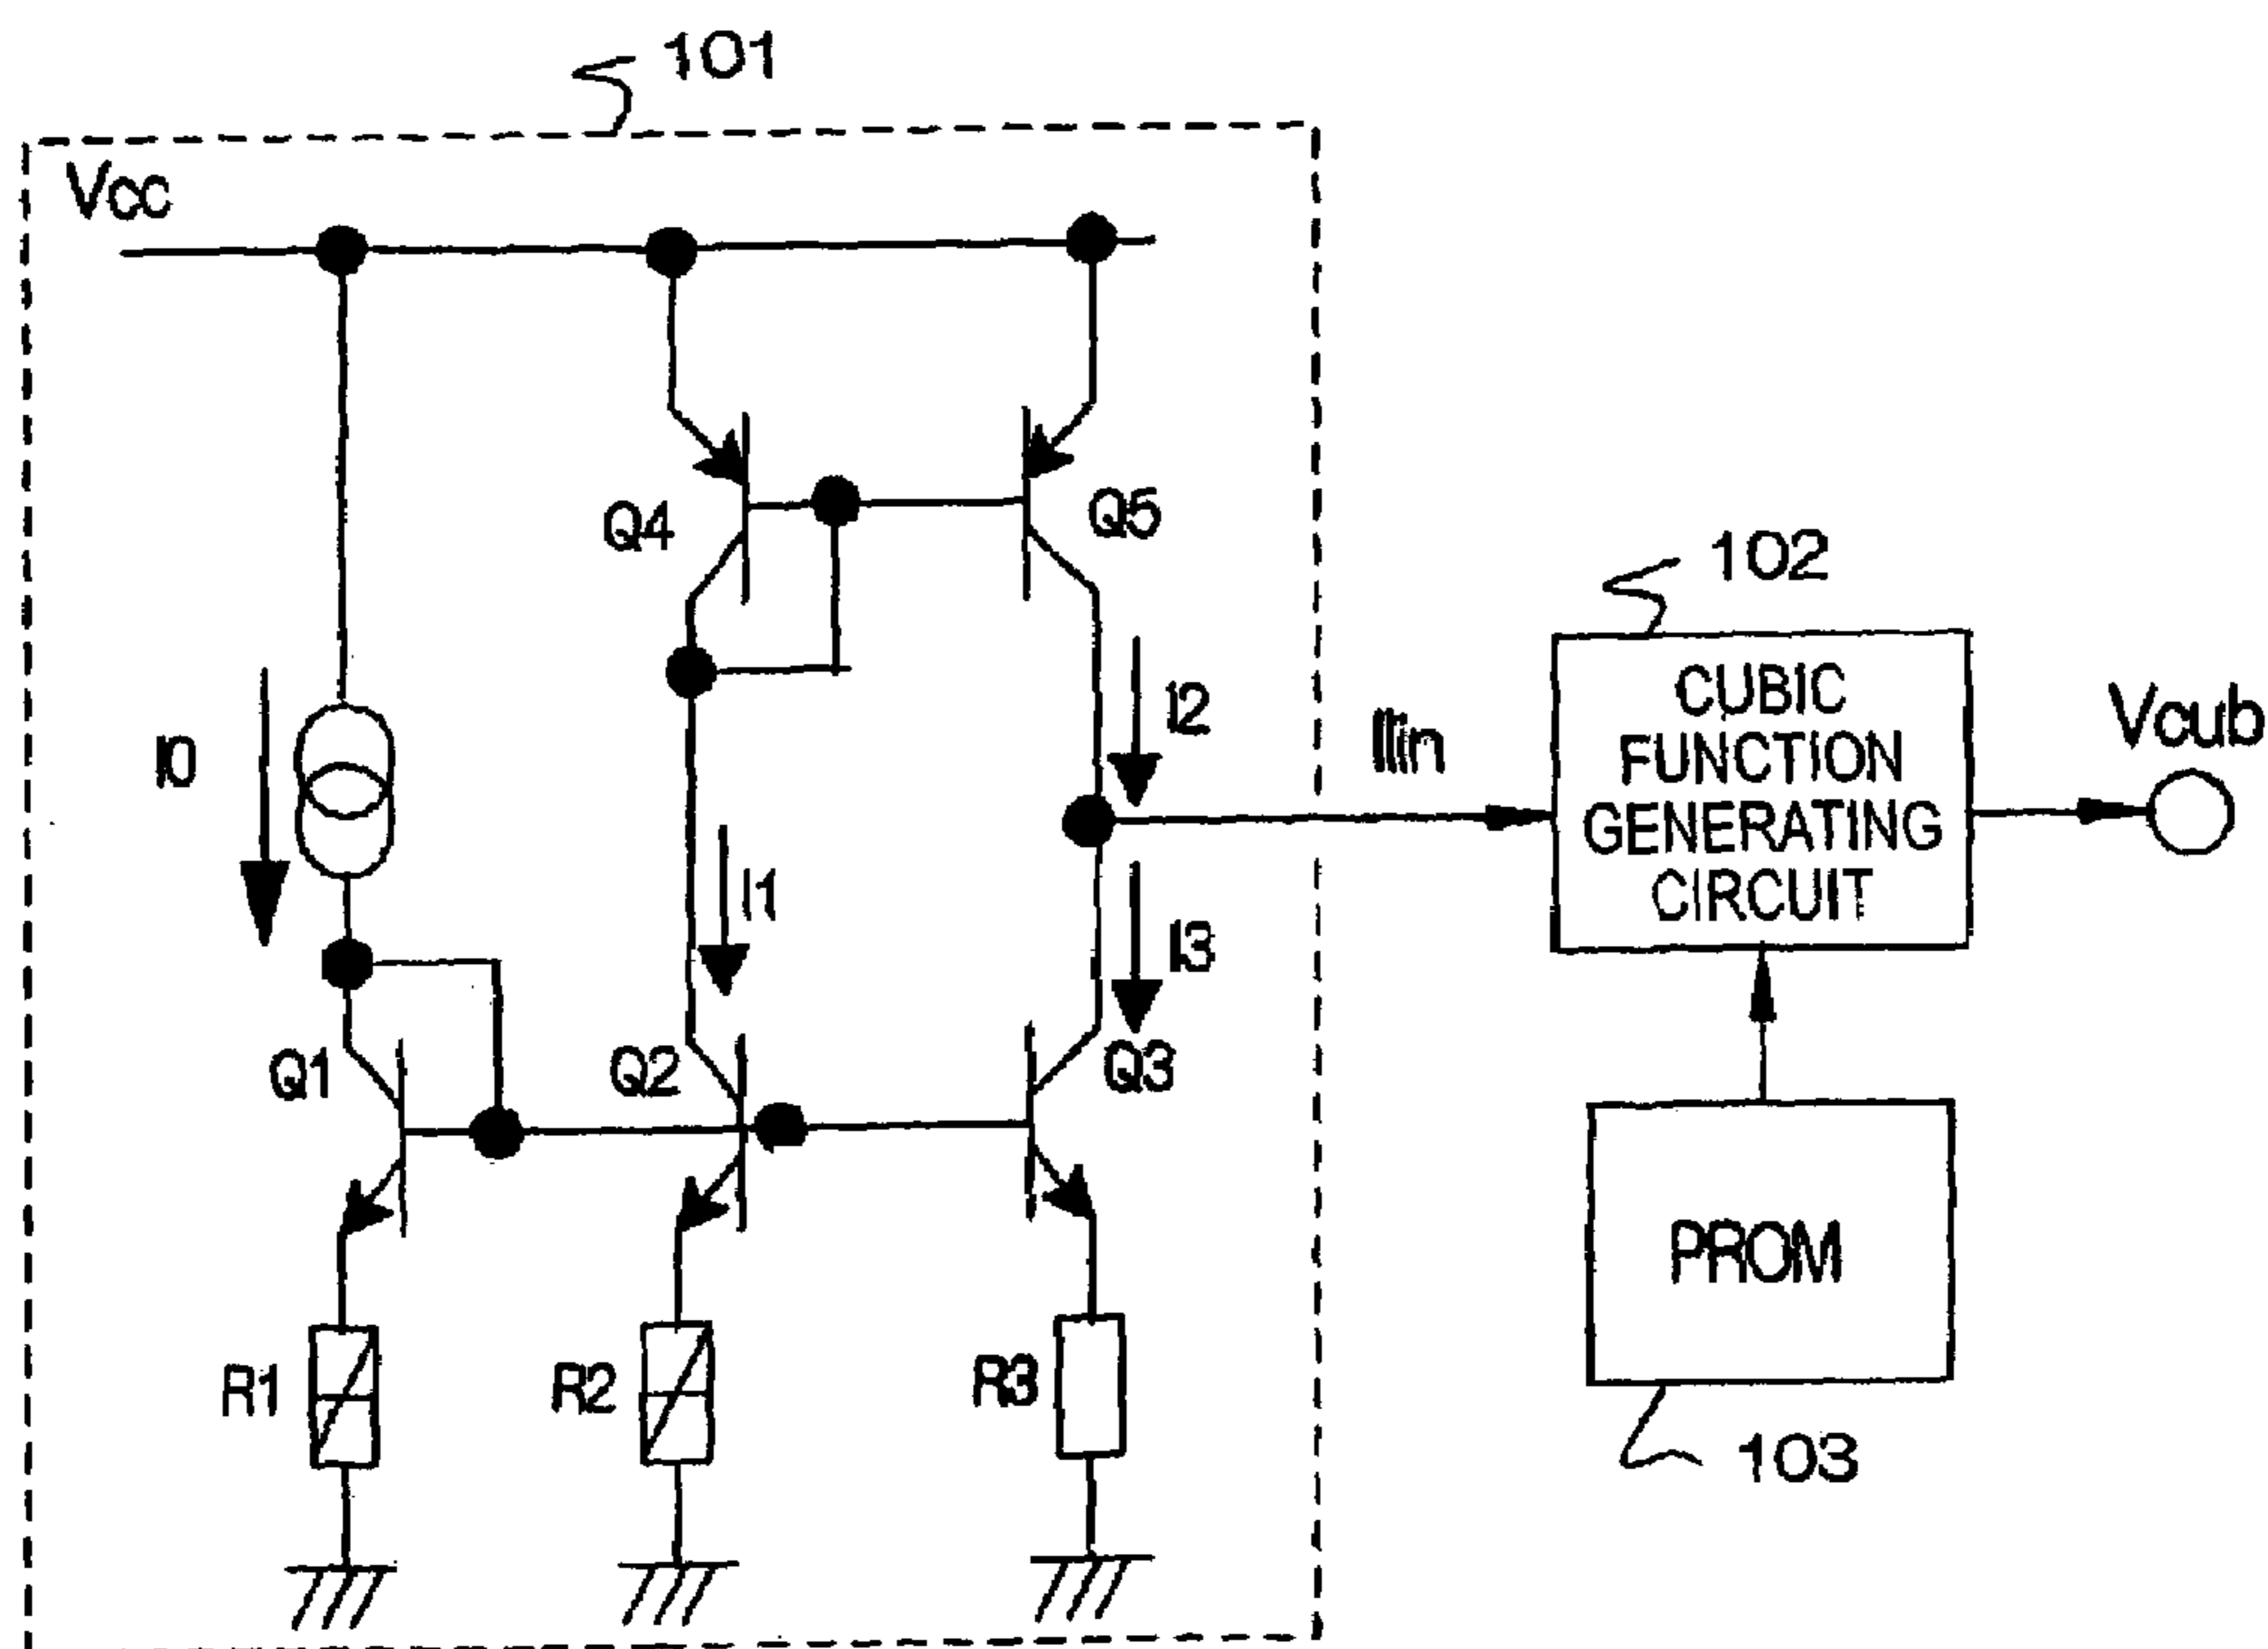 101
Vcc
Q4
Q5
102
CUBIC
FUNCTION
GENERATING
CIRCUIT
Vcub
I0
I2
Ilin
I1
I3
Q1
Q2
Q3
PROM
R1
R2
R3
103